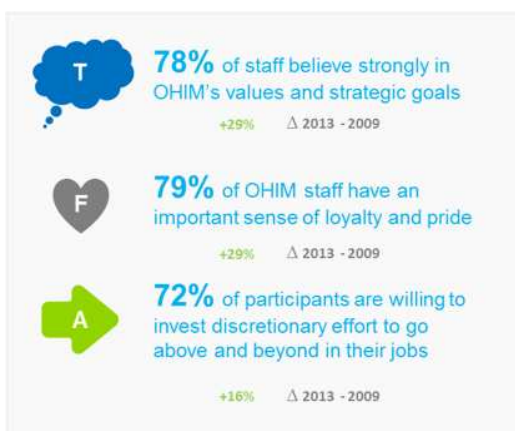 T
78% of staff believe strongly in
OHIM's values and strategic goals
+29% Δ 2013 - 2009
F
79% of OHIM staff have an
important sense of loyalty and pride
+29% Δ 2013 - 2009
A
72% of participants are willing to
invest discretionary effort to go
above and beyond in their jobs
+16% Δ 2013 - 2009